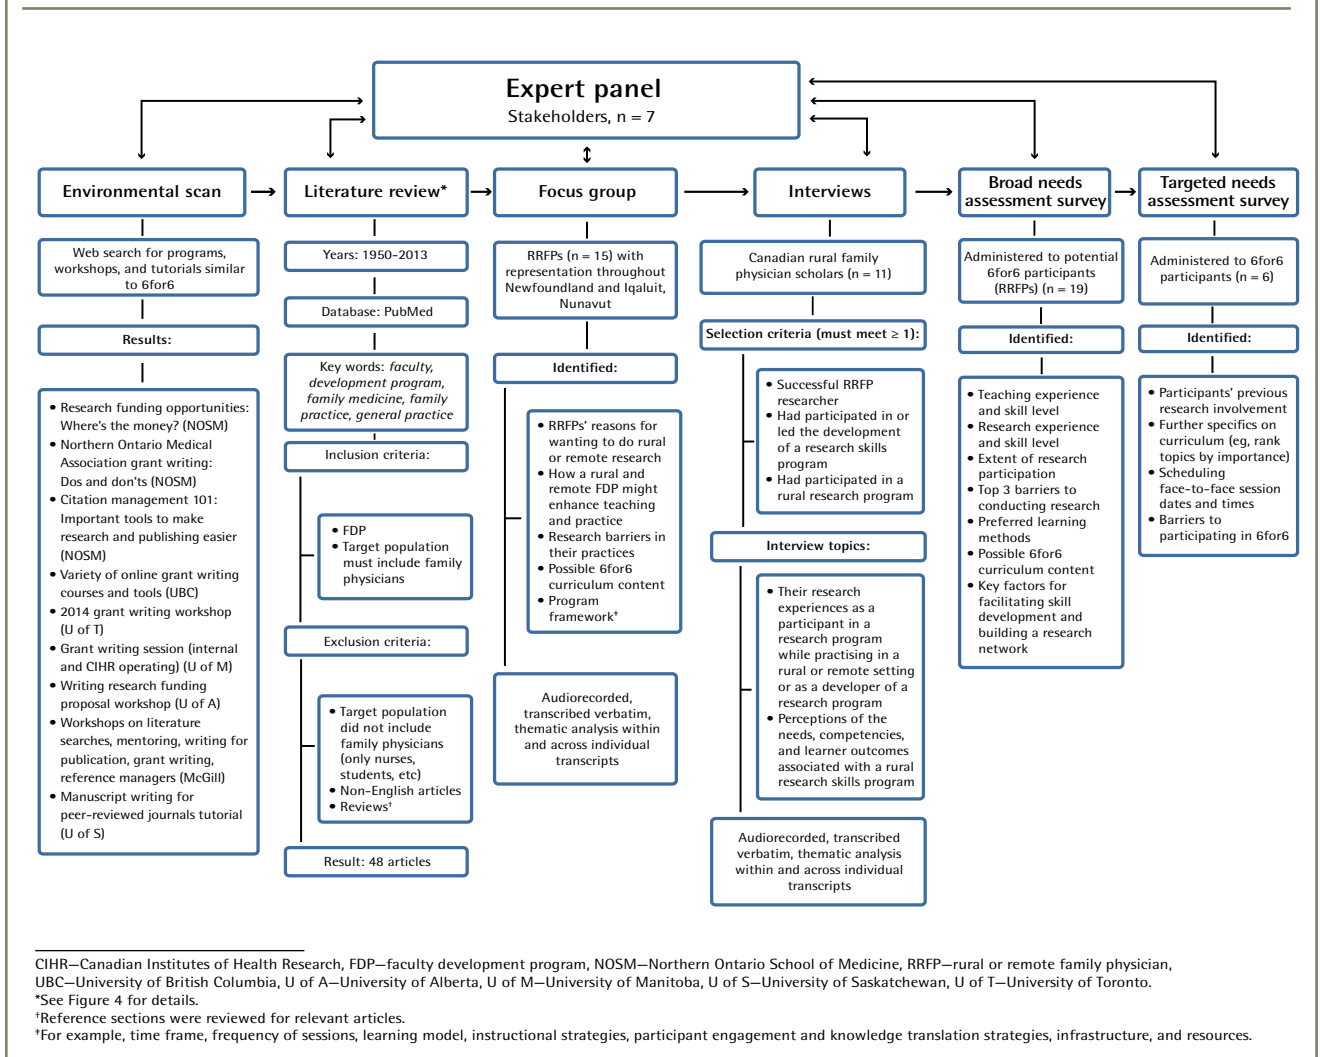 Expert panel
Stakeholders, n = 7
Environmental scan
Web search for programs,
workshops, and tutorials similar
to 6for6
Results:
• Research funding opportunities:
Where's the money? (NOSM)
• Northern Ontario Medical
Association grant writing:
Dos and don'ts (NOSM)
• Citation management 101:
Important tools to make
research and publishing easier
(NOSM)
• Variety of online grant writing
courses and tools (UBC)
• 2014 grant writing workshop
(U of T)
• Grant writing session (internal
and CIHR operating) (U of M)
• Writing research funding
proposal workshop (U of A)
• Workshops on literature
searches, mentoring, writing for
publication, grant writing,
reference managers (McGill)
• Manuscript writing for
peer-reviewed journals tutorial
(U of S)
Literature review*
Years: 1950-2013
Database: PubMed
Key words: faculty,
development program,
family medicine, family
practice, general practice
Inclusion criteria:
• FDP
• Target population
must include family
physicians
Exclusion criteria:
• Target population
did not include
family physicians
(only nurses,
students, etc)
• Non-English articles
• Reviews†
Result: 48 articles
Focus group
RRFPs (n = 15) with
representation throughout
Newfoundland and Iqaluit,
Nunavut
Identified:
• RRFPs' reasons for
wanting to do rural
or remote research
• How a rural and
remote FDP might
enhance teaching
and practice
• Research barriers in
their practices
• Possible 6for6
curriculum content
• Program
framework‡
Audiorecorded,
transcribed verbatim,
thematic analysis within
and across individual
transcripts
Interviews
Canadian rural family
physician scholars (n = 11)
Selection criteria (must meet ≥ 1):
• Successful RRFP
researcher
• Had participated in or
led the development
of a research skills
program
• Had participated in a
rural research program
Interview topics:
• Their research
experiences as a
participant in a
research program
while practising in a
rural or remote setting
or as a developer of a
research program
• Perceptions of the
needs, competencies,
and learner outcomes
associated with a rural
research skills program
Audiorecorded, transcribed
verbatim, thematic analysis
within and across individual
transcripts
Broad needs
assessment survey
Administered to potential
6for6 participants
(RRFPs) (n = 19)
Identified:
• Teaching experience
and skill level
• Research experience
and skill level
• Extent of research
participation
• Top 3 barriers to
conducting research
• Preferred learning
methods
• Possible 6for6
curriculum content
• Key factors for
facilitating skill
development and
building a research
network
Targeted needs
assessment survey
Administered to 6for6
participants (n = 6)
Identified:
• Participants' previous
research involvement
• Further specifics on
curriculum (eg, rank
topics by importance)
• Scheduling
face-to-face session
dates and times
• Barriers to
participating in 6for6
CIHR—Canadian Institutes of Health Research, FDP—faculty development program, NOSM—Northern Ontario School of Medicine, RRFP—rural or remote family physician,
UBC—University of British Columbia, U of A—University of Alberta, U of M—University of Manitoba, U of S—University of Saskatchewan, U of T—University of Toronto.
*See Figure 4 for details.
†Reference sections were reviewed for relevant articles.
‡For example, time frame, frequency of sessions, learning model, instructional strategies, participant engagement and knowledge translation strategies, infrastructure, and resources.